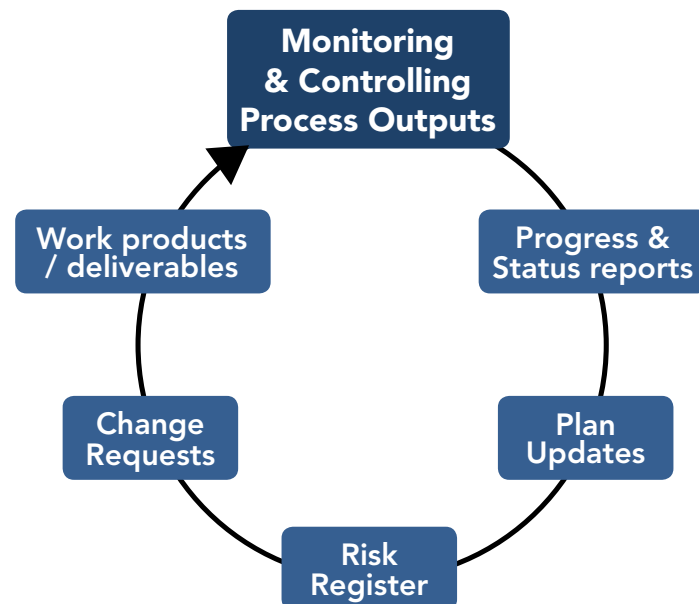 Monitoring
& Controlling
Process Outputs
Progress &
Status reports
Plan
Updates
Risk
Register
Change
Requests
Work products
/ deliverables